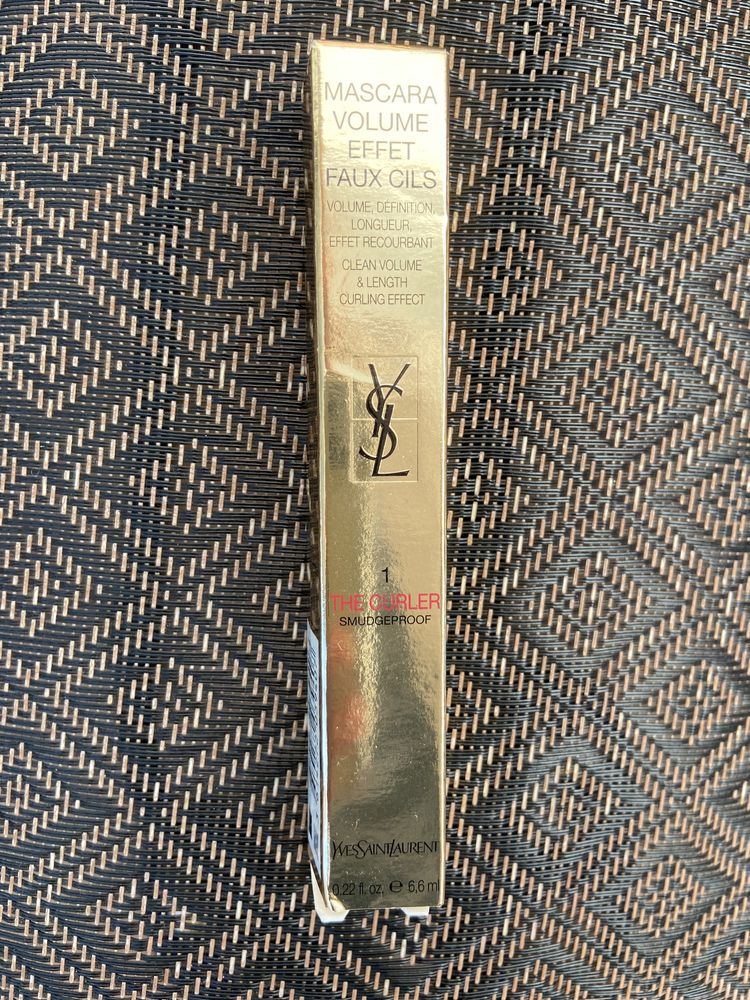 MASCARA
VOLUME
EFFET
FAUX CILS
VOLUME, DÉFINITION,
LONGUEUR,
EFFET RECOURBANT
CLEAN VOLUME
& LENGTH
CURLING EFFECT
YSL
1
THE CURLER
SMUDGEPROOF
YVESSAINTLAURENT
0.22 fl. oz. ℮ 6,6 ml